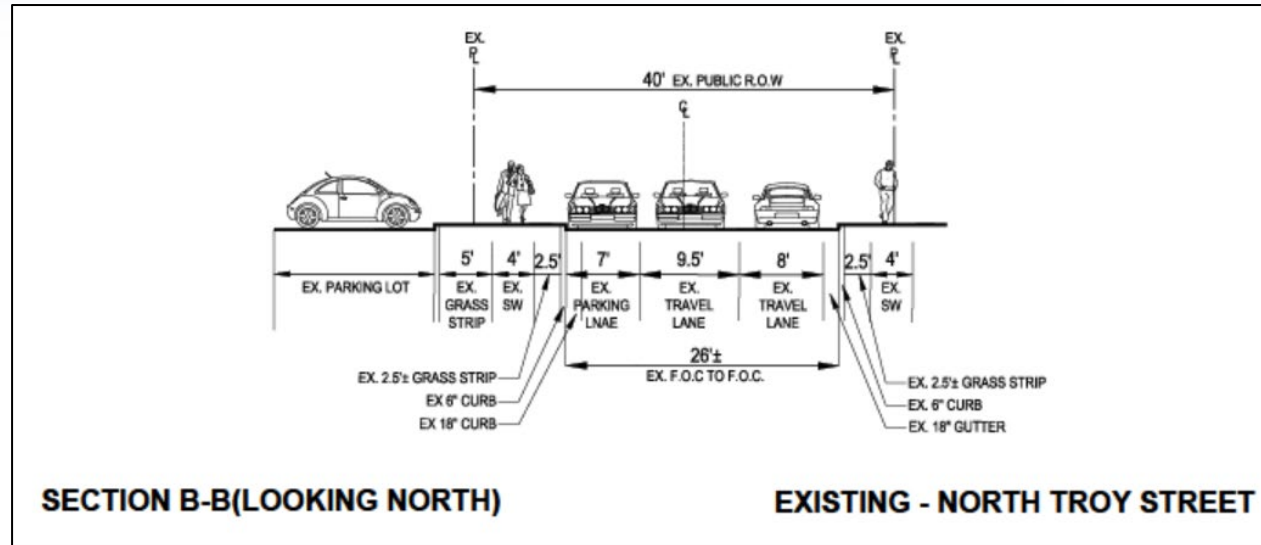 EX.
PL
EX.
PL
40' EX. PUBLIC R.O.W
CL
5'
EX.
GRASS
STRIP
4'
EX.
SW
2.5'
7'
EX.
PARKING
LNAE
9.5'
EX.
TRAVEL
LANE
8'
EX.
TRAVEL
LANE
2.5'
4'
EX.
SW
EX. PARKING LOT
26'±
EX. F.O.C TO F.O.C.
EX. 2.5'± GRASS STRIP
EX 6" CURB
EX 18" CURB
EX. 2.5'± GRASS STRIP
EX. 6" CURB
EX. 18" GUTTER
SECTION B-B(LOOKING NORTH)
EXISTING - NORTH TROY STREET